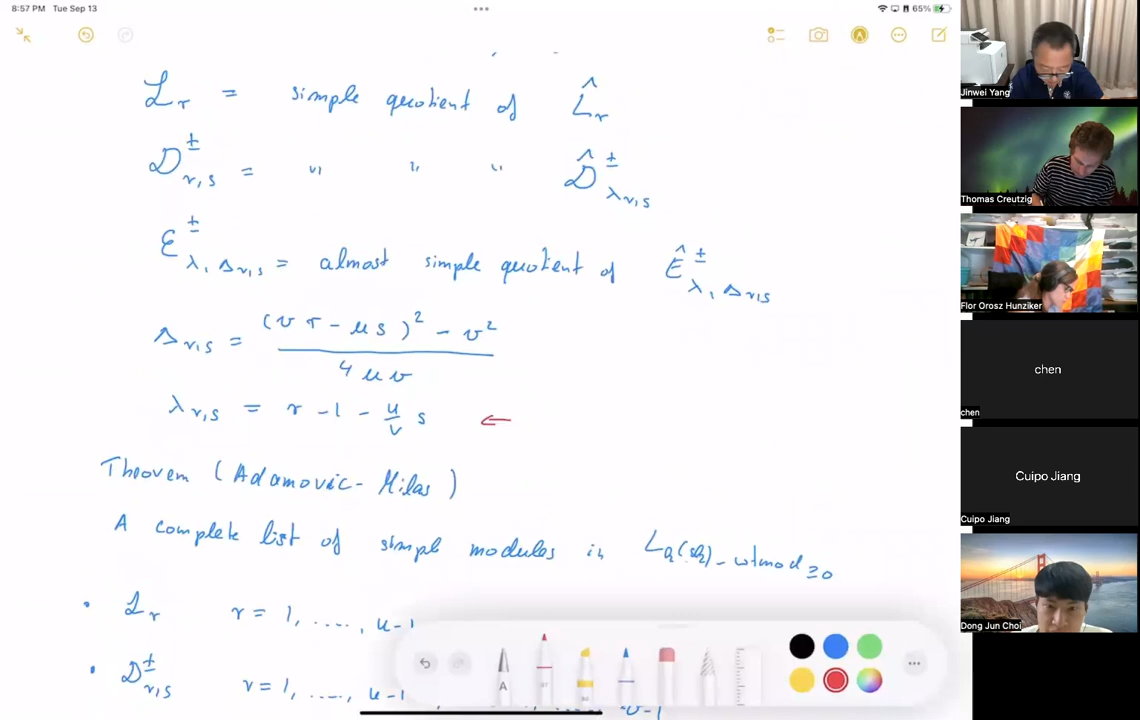 8:57 PM Tue Sep 13
65%
ℒ_r = simple quotient of L̂_r
𝒟^±_{r,s} = " " " 𝒟̂^±_{λ_{r,s}}
ℰ^±_{λ, Δ_{r,s}} = almost simple quotient of Ê^±_{λ, Δ_{r,s}}
Δ_{r,s} = ((v r - u s)^2 - v^2) / (4 u v)
λ_{r,s} = r - 1 - (u/v) s ⇐
Theorem (Adamovic - Milas)
A complete list of simple modules in L_k(sl_2)-wtmod_{≥0}
• ℒ_r r = 1, ....., u-1
• 𝒟^±_{r,s} r = 1, ....., u-1 v-1
A
Jinwei Yang
Thomas Creutzig
Flor Orosz Hunziker
chen
chen
Cuipo Jiang
Cuipo Jiang
Dong Jun Choi